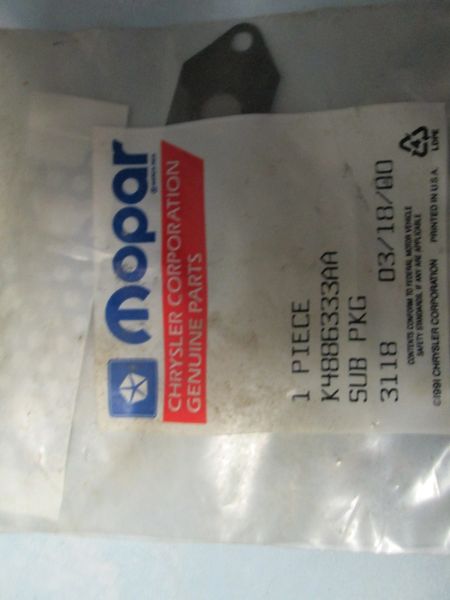 Mopar
CHRYSLER CORPORATION
GENUINE PARTS
1 PIECE
K4886333AA
SUB PKG
3118 03/18/00
CONTENTS CONFORM TO FEDERAL MOTOR VEHICLE
SAFETY STANDARDS, IF ANY ARE APPLICABLE
©1991 CHRYSLER CORPORATION PRINTED IN U.S.A.
4
LDPE